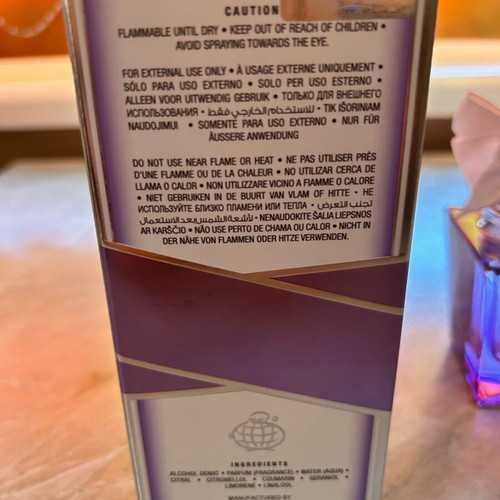 CAUTION
FLAMMABLE UNTIL DRY • KEEP OUT OF REACH OF CHILDREN •
AVOID SPRAYING TOWARDS THE EYE.
FOR EXTERNAL USE ONLY • À USAGE EXTERNE UNIQUEMENT •
SÓLO PARA USO EXTERNO • SOLO PER USO ESTERNO •
ALLEEN VOOR UITWENDIG GEBRUIK • ТОЛЬКО ДЛЯ ВНЕШНЕГО
ИСПОЛЬЗОВАНИЯ • للاستخدام الخارجي فقط • TIK IŠORINIAM
NAUDOJIMUI • SOMENTE PARA USO EXTERNO • NUR FÜR
ÄUSSERE ANWENDUNG
DO NOT USE NEAR FLAME OR HEAT • NE PAS UTILISER PRÈS
D'UNE FLAMME OU DE LA CHALEUR • NO UTILIZAR CERCA DE
LLAMA O CALOR • NON UTILIZZARE VICINO A FIAMME O CALORE
• NIET GEBRUIKEN IN DE BUURT VAN VLAM OF HITTE • НЕ
ИСПОЛЬЗУЙТЕ БЛИЗКО ПЛАМЕНИ ИЛИ ТЕПЛА • تجنب التعرض
لأشعة الشمس بعد الاستعمال • NENAUDOKITE ŠALIA LIEPSNOS
AR KARŠČIO • NÃO USE PERTO DE CHAMA OU CALOR • NICHT IN
DER NÄHE VON FLAMMEN ODER HITZE VERWENDEN.
INGREDIENTS
ALCOHOL DENAT • PARFUM (FRAGRANCE) • WATER (AQUA) •
CITRAL • CITRONELLOL • COUMARIN • GERANIOL •
LIMONENE • LINALOOL
MANUFACTURED BY